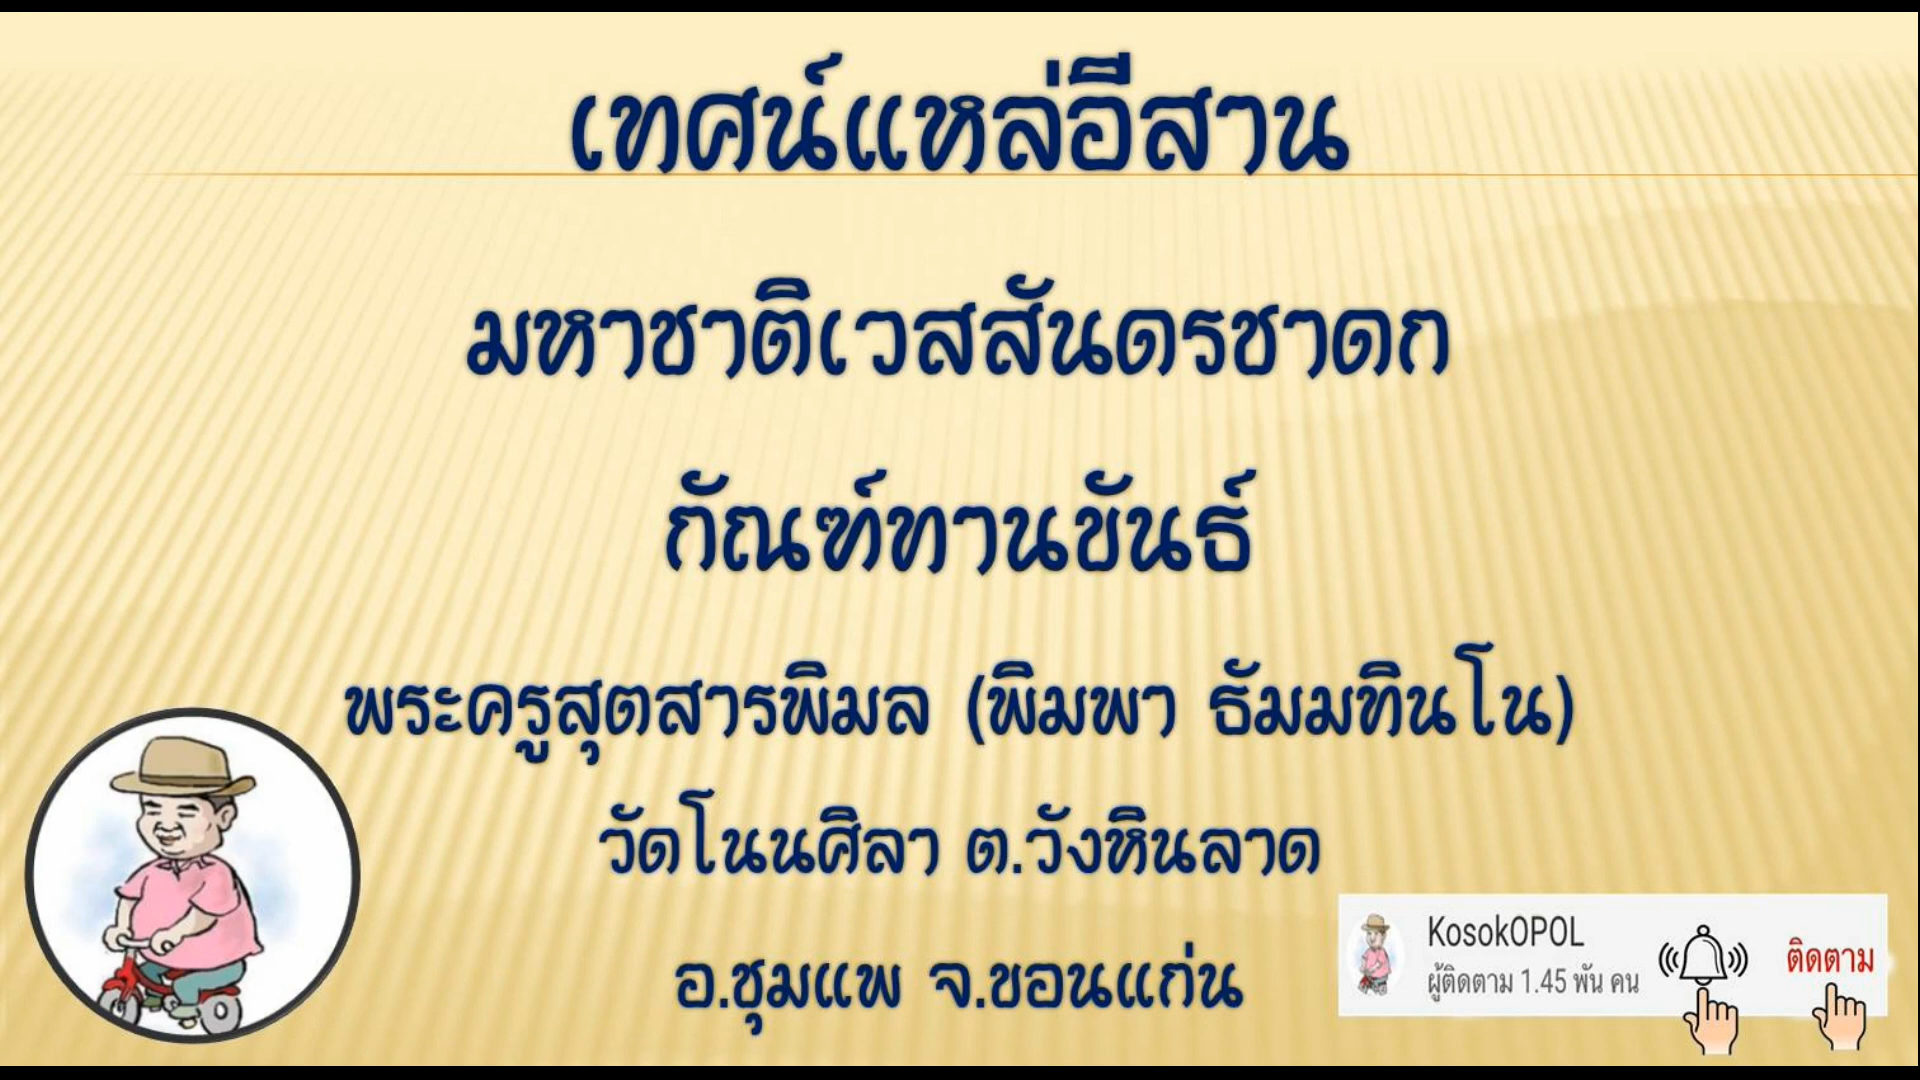 เทศน์แหล่อีสาน
มหาชาติเวสสันดรชาดก
กัณฑ์ทานขันธ์
พระครูสุตสารพิมล (พิมพา ธัมมทินโน)
วัดโนนศิลา ต.วังหินลาด
อ.ชุมแพ จ.ขอนแก่น
KosokOPOL
ผู้ติดตาม 1.45 พัน คน
ติดตาม